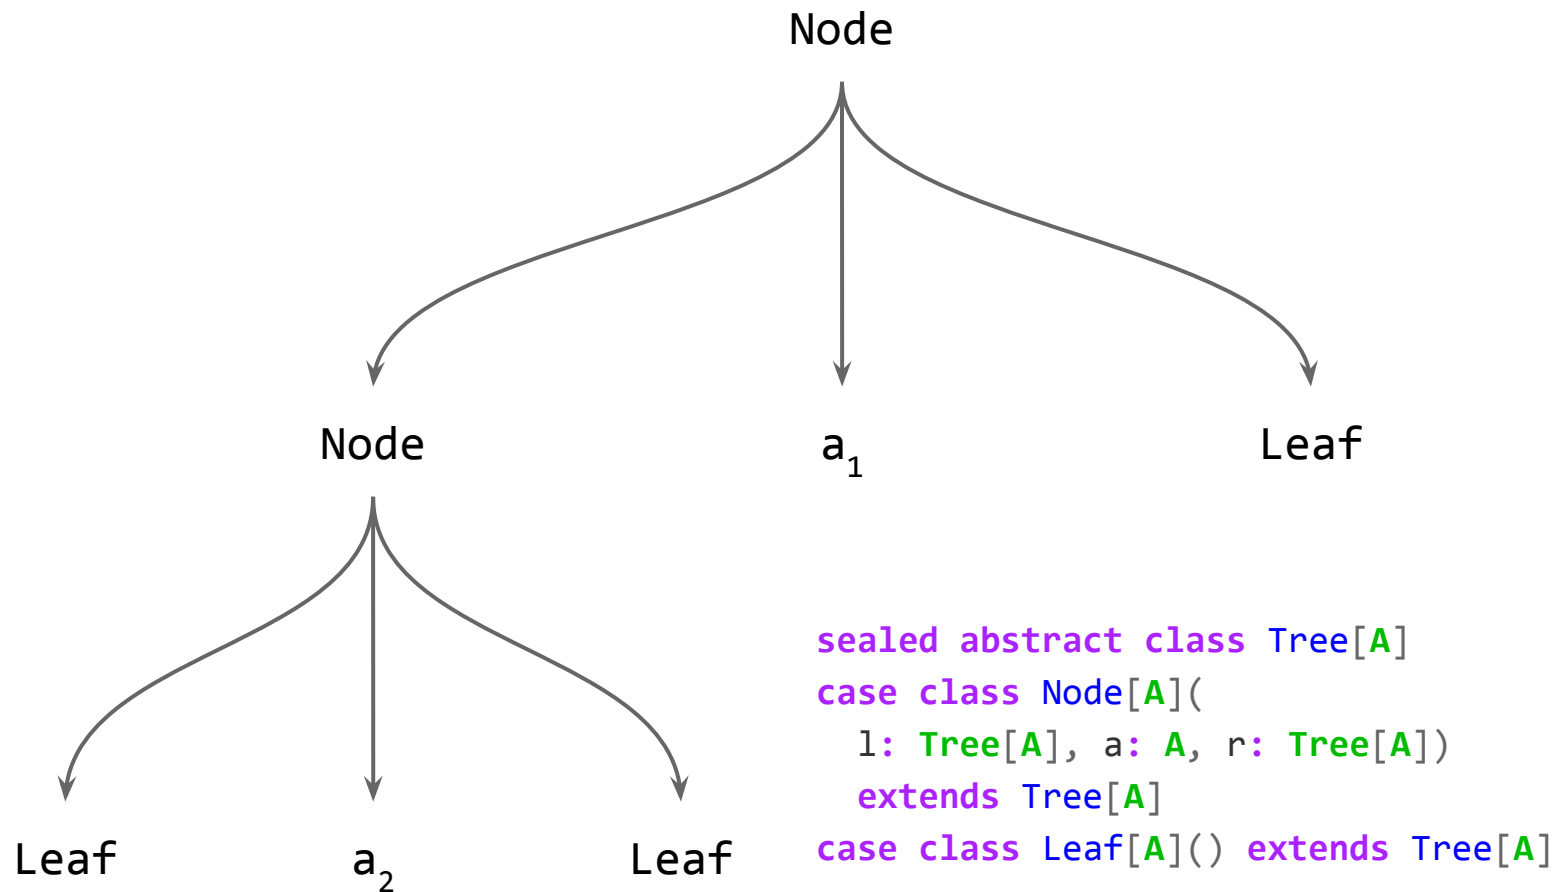 Node
Node a₁ Leaf
Leaf a₂ Leaf
sealed abstract class Tree[A]
case class Node[A](
  l: Tree[A], a: A, r: Tree[A])
  extends Tree[A]
case class Leaf[A]() extends Tree[A]